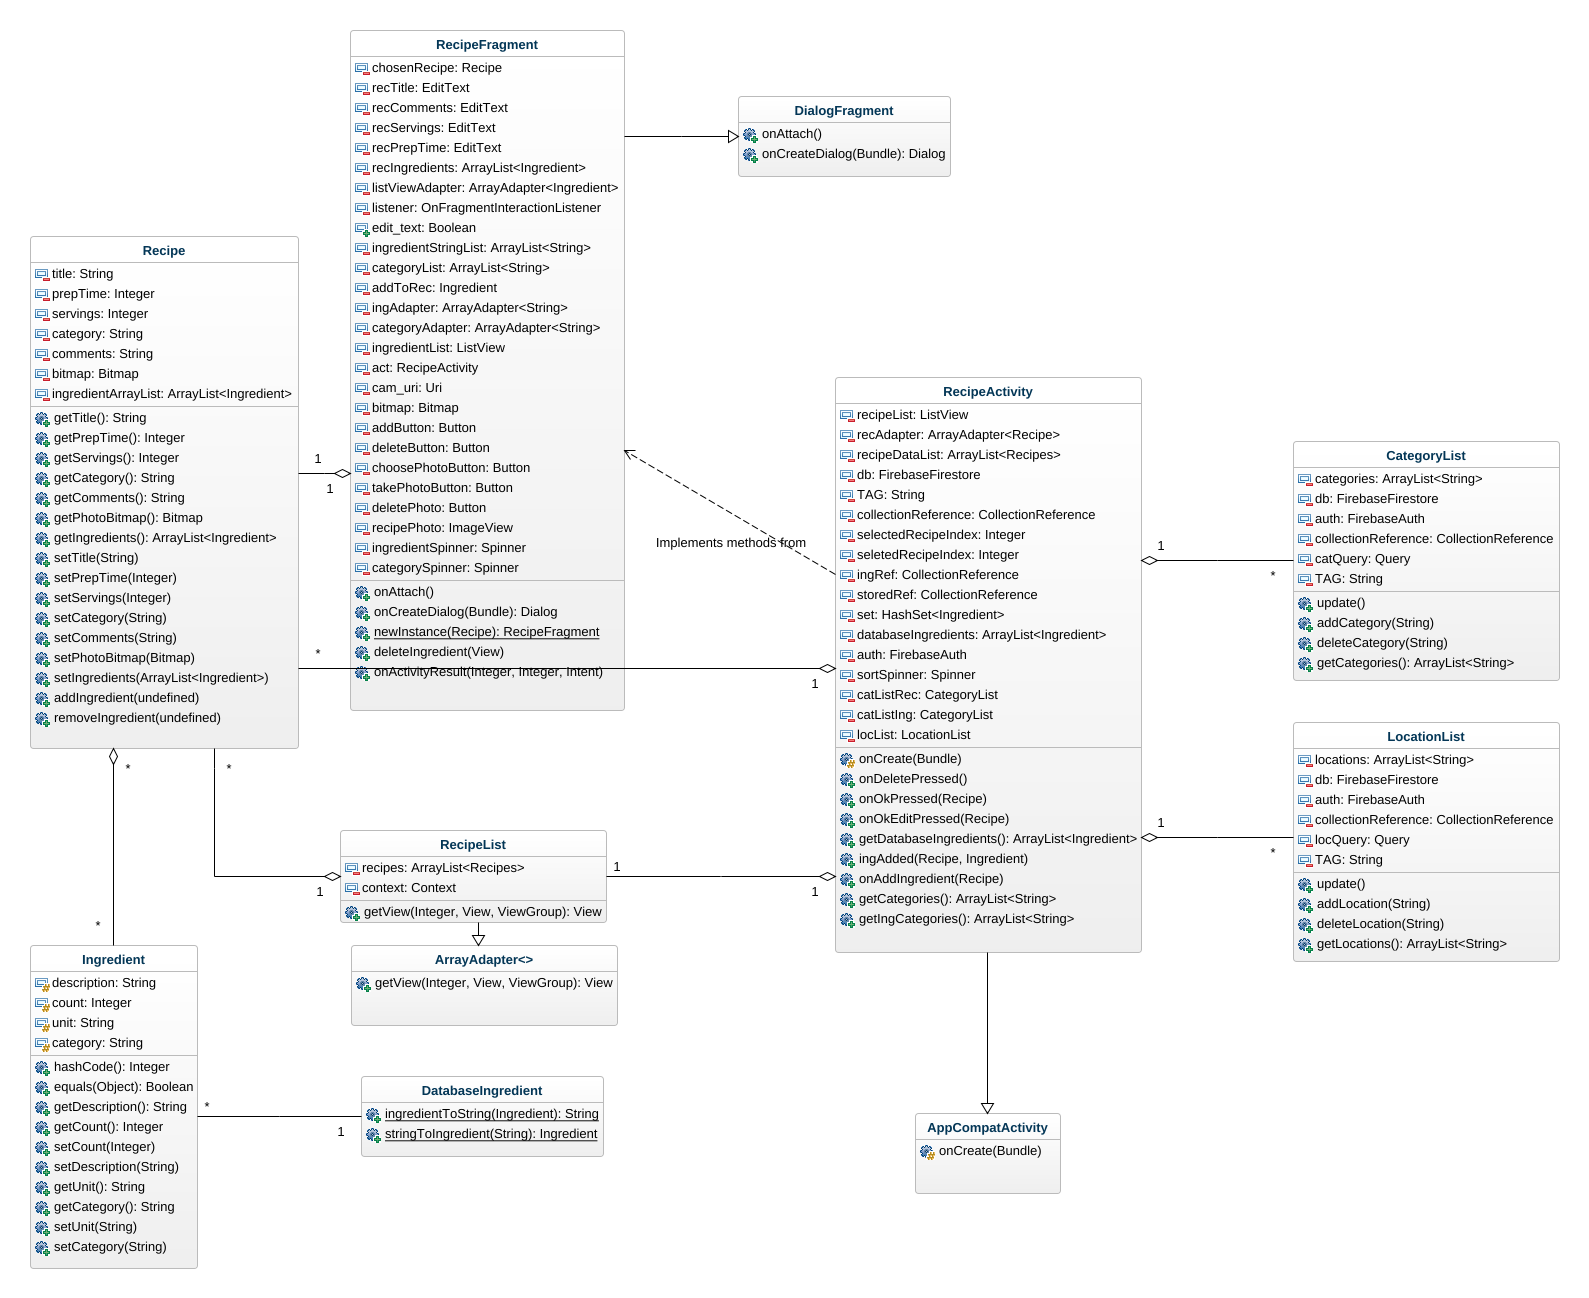 RecipeFragment
chosenRecipe: Recipe
recTitle: EditText
recComments: EditText
recServings: EditText
recPrepTime: EditText
recIngredients: ArrayList<Ingredient>
listViewAdapter: ArrayAdapter<Ingredient>
listener: OnFragmentInteractionListener
edit_text: Boolean
ingredientStringList: ArrayList<String>
categoryList: ArrayList<String>
addToRec: Ingredient
ingAdapter: ArrayAdapter<String>
categoryAdapter: ArrayAdapter<String>
ingredientList: ListView
act: RecipeActivity
cam_uri: Uri
bitmap: Bitmap
addButton: Button
deleteButton: Button
choosePhotoButton: Button
takePhotoButton: Button
deletePhoto: Button
recipePhoto: ImageView
ingredientSpinner: Spinner
categorySpinner: Spinner
onAttach()
onCreateDialog(Bundle): Dialog
newInstance(Recipe): RecipeFragment
deleteIngredient(View)
onActivityResult(Integer, Integer, Intent)
DialogFragment
onAttach()
onCreateDialog(Bundle): Dialog
Recipe
title: String
prepTime: Integer
servings: Integer
category: String
comments: String
bitmap: Bitmap
ingredientArrayList: ArrayList<Ingredient>
getTitle(): String
getPrepTime(): Integer
getServings(): Integer
getCategory(): String
getComments(): String
getPhotoBitmap(): Bitmap
getIngredients(): ArrayList<Ingredient>
setTitle(String)
setPrepTime(Integer)
setServings(Integer)
setCategory(String)
setComments(String)
setPhotoBitmap(Bitmap)
setIngredients(ArrayList<Ingredient>)
addIngredient(undefined)
removeIngredient(undefined)
1
1
*
1
*
*
*
1
Implements methods from
RecipeActivity
recipeList: ListView
recAdapter: ArrayAdapter<Recipe>
recipeDataList: ArrayList<Recipes>
db: FirebaseFirestore
TAG: String
collectionReference: CollectionReference
selectedRecipeIndex: Integer
seletedRecipeIndex: Integer
ingRef: CollectionReference
storedRef: CollectionReference
set: HashSet<Ingredient>
databaseIngredients: ArrayList<Ingredient>
auth: FirebaseAuth
sortSpinner: Spinner
catListRec: CategoryList
catListIng: CategoryList
locList: LocationList
onCreate(Bundle)
onDeletePressed()
onOkPressed(Recipe)
onOkEditPressed(Recipe)
getDatabaseIngredients(): ArrayList<Ingredient>
ingAdded(Recipe, Ingredient)
onAddIngredient(Recipe)
getCategories(): ArrayList<String>
getIngCategories(): ArrayList<String>
1
*
CategoryList
categories: ArrayList<String>
db: FirebaseFirestore
auth: FirebaseAuth
collectionReference: CollectionReference
catQuery: Query
TAG: String
update()
addCategory(String)
deleteCategory(String)
getCategories(): ArrayList<String>
1
*
LocationList
locations: ArrayList<String>
db: FirebaseFirestore
auth: FirebaseAuth
collectionReference: CollectionReference
locQuery: Query
TAG: String
update()
addLocation(String)
deleteLocation(String)
getLocations(): ArrayList<String>
RecipeList
recipes: ArrayList<Recipes>
context: Context
getView(Integer, View, ViewGroup): View
1
1
ArrayAdapter<>
getView(Integer, View, ViewGroup): View
Ingredient
description: String
count: Integer
unit: String
category: String
hashCode(): Integer
equals(Object): Boolean
getDescription(): String
getCount(): Integer
setCount(Integer)
setDescription(String)
getUnit(): String
getCategory(): String
setUnit(String)
setCategory(String)
*
1
DatabaseIngredient
ingredientToString(Ingredient): String
stringToIngredient(String): Ingredient
AppCompatActivity
onCreate(Bundle)